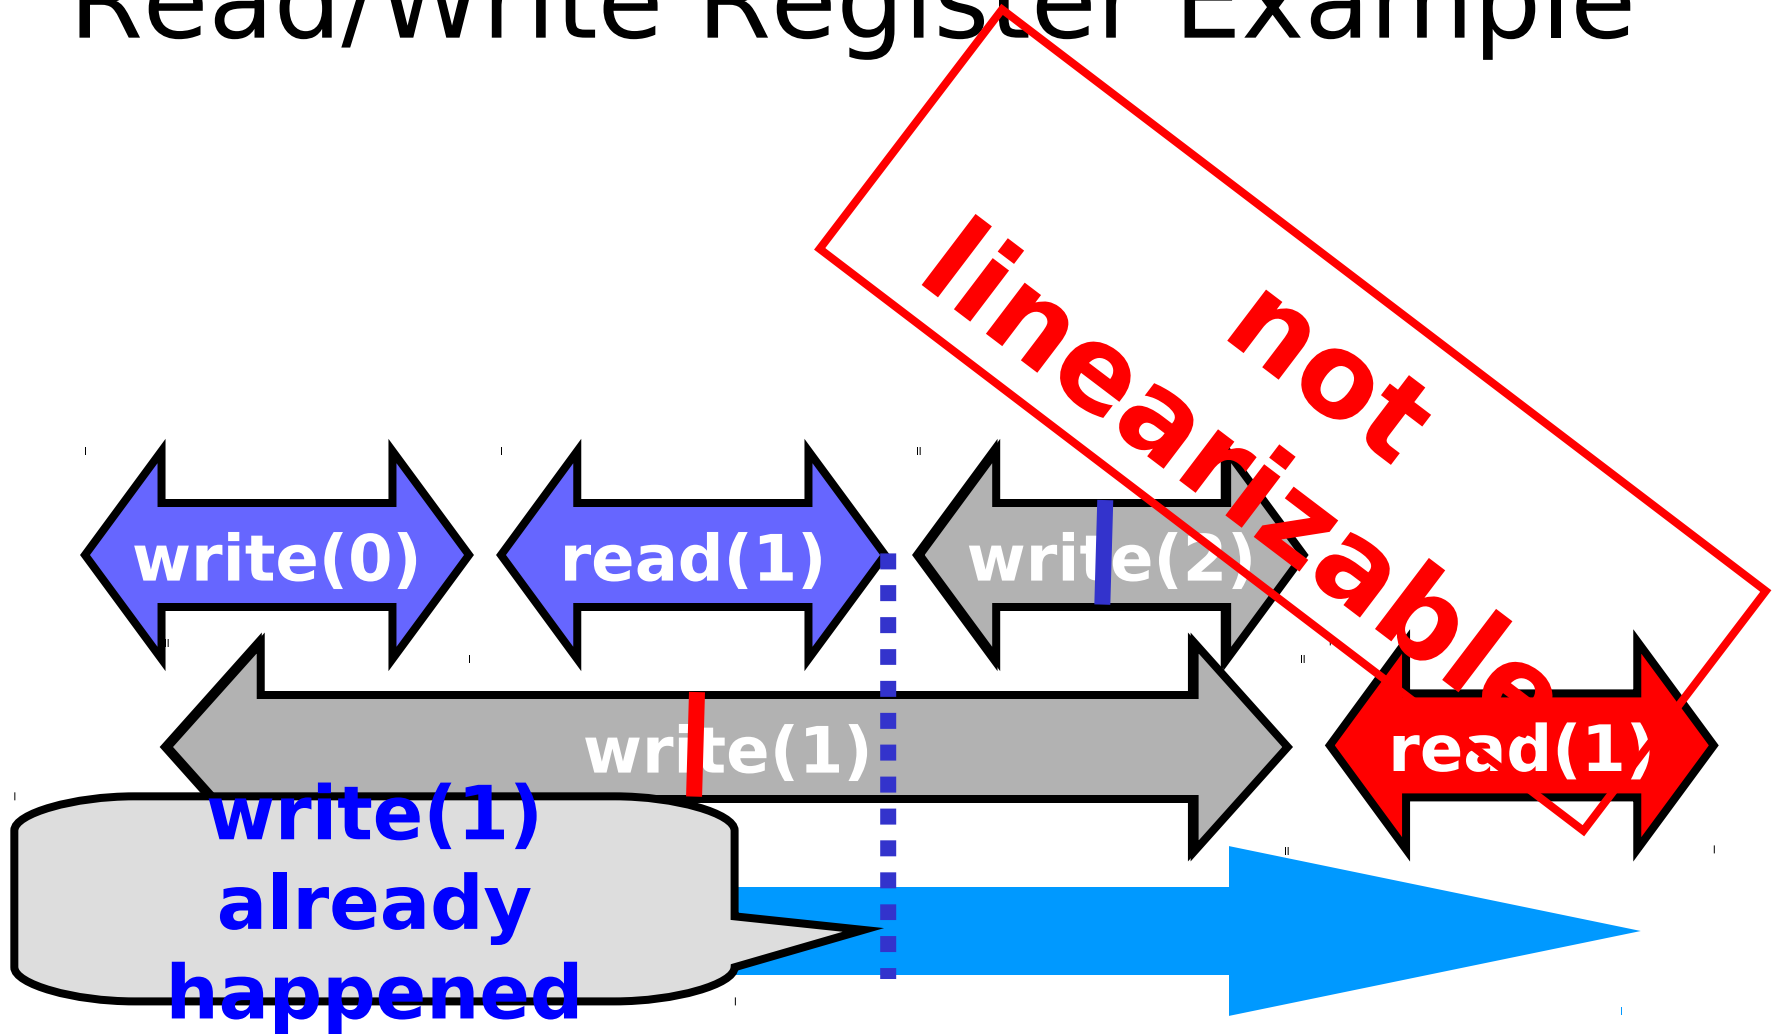 Read/Write Register Example
not
linearizable
write(0)
read(1)
write(2)
write(1)
read(1)
write(1)
already
happened